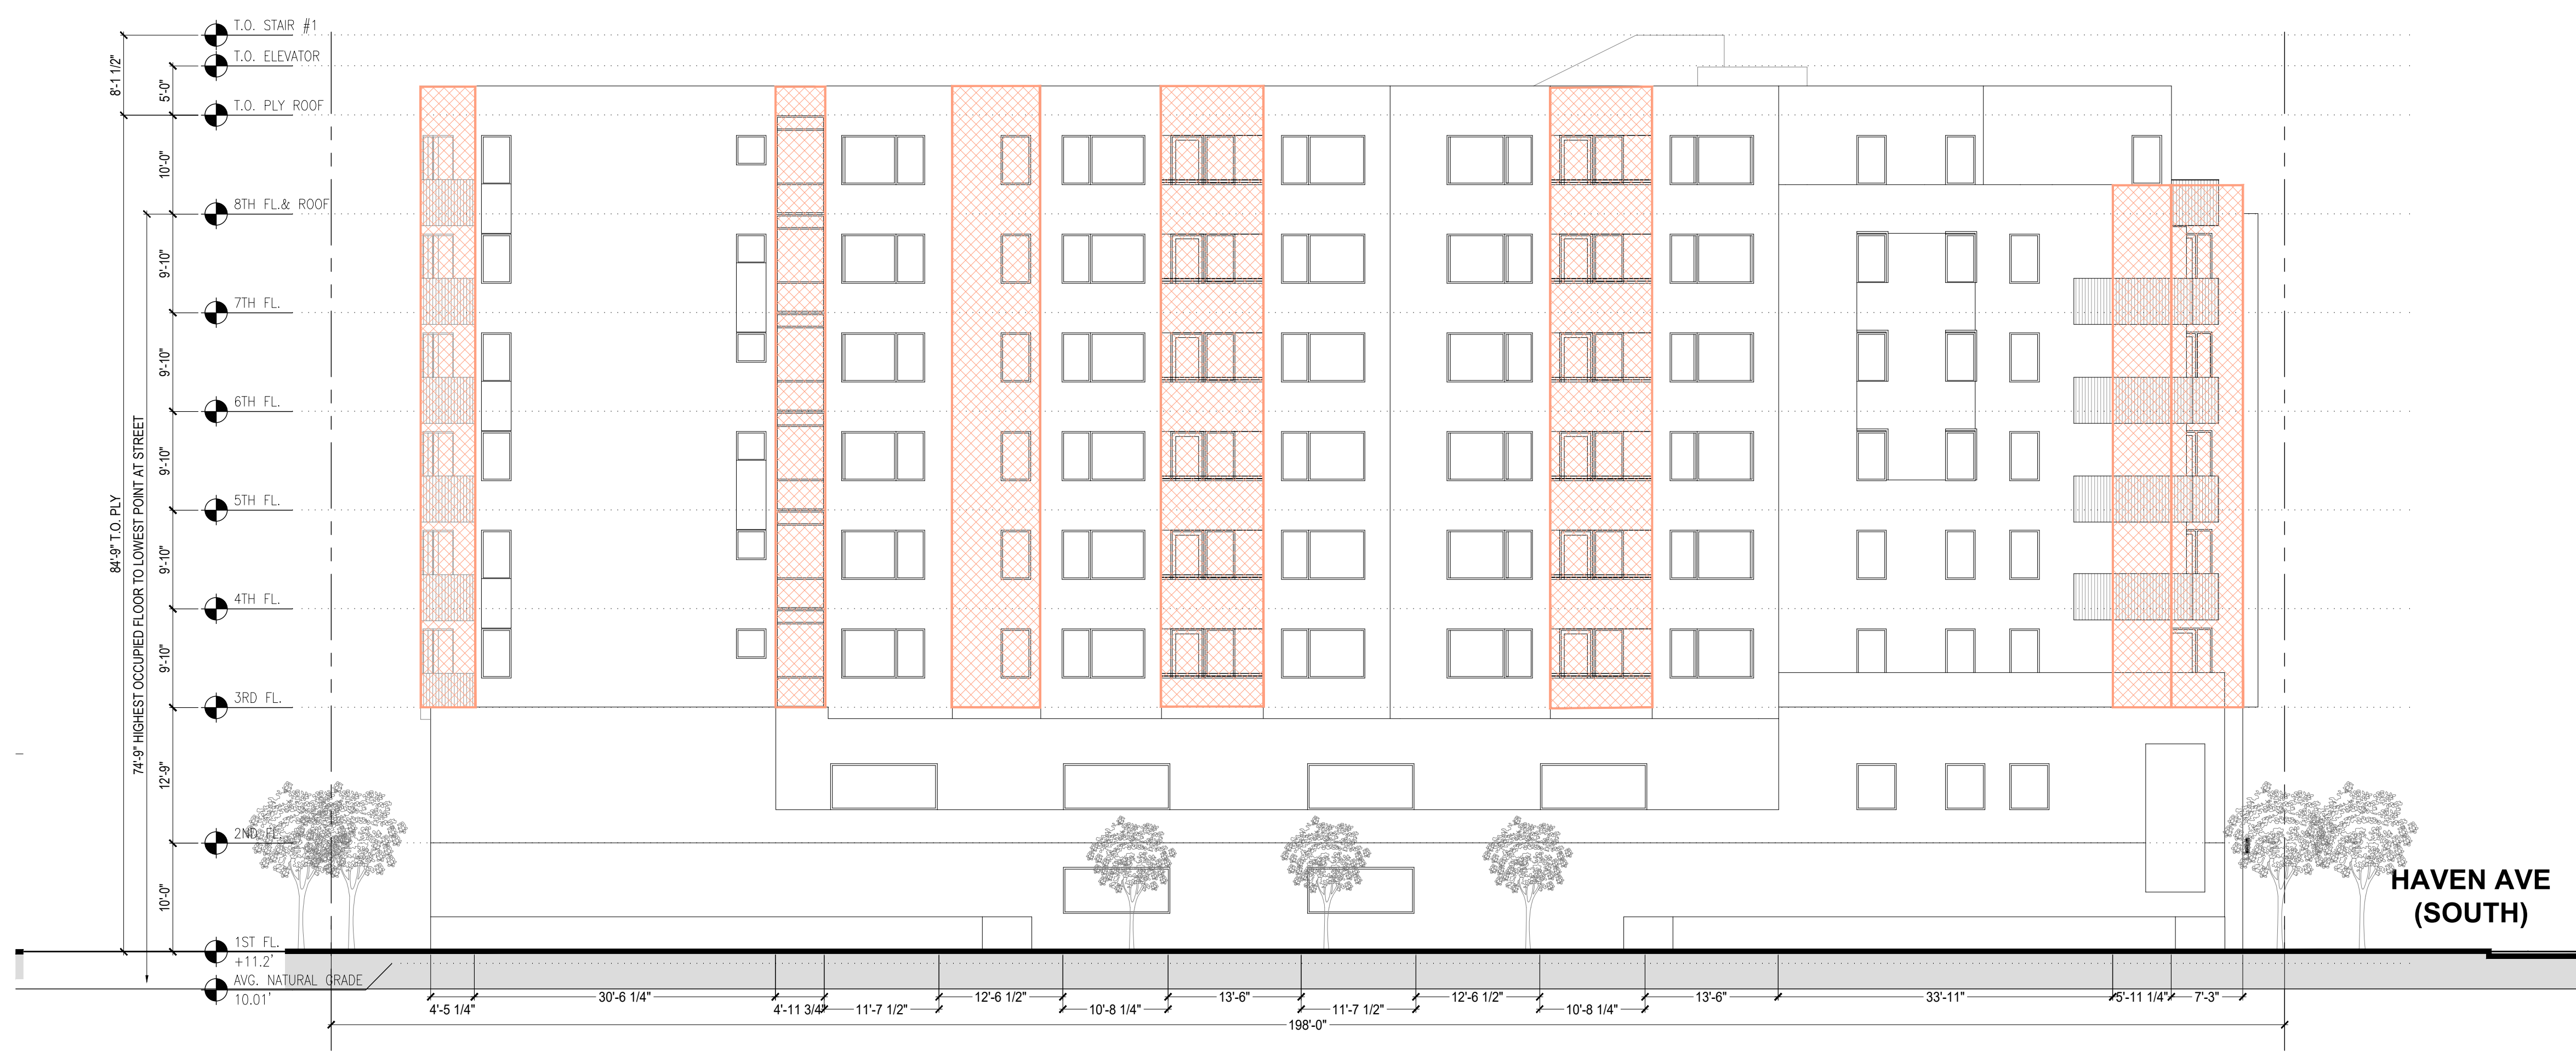 T.O. STAIR #1
T.O. ELEVATOR
T.O. PLY ROOF
8TH FL.& ROOF
7TH FL.
6TH FL.
5TH FL.
4TH FL.
3RD FL.
2ND FL.
1ST FL.
+11.2'
AVG. NATURAL GRADE
10.01'
8'-1 1/2"
5'-0"
10'-0"
9'-10"
9'-10"
9'-10"
9'-10"
9'-10"
12'-9"
10'-0"
84'-9" T.O. PLY
74'-9" HIGHEST OCCUPIED FLOOR TO LOWEST POINT AT STREET
HAVEN AVE
(SOUTH)
4'-5 1/4"
30'-6 1/4"
4'-11 3/4"
11'-7 1/2"
12'-6 1/2"
10'-8 1/4"
13'-6"
11'-7 1/2"
12'-6 1/2"
10'-8 1/4"
13'-6"
33'-11"
5'-11 1/4"
7'-3"
198'-0"